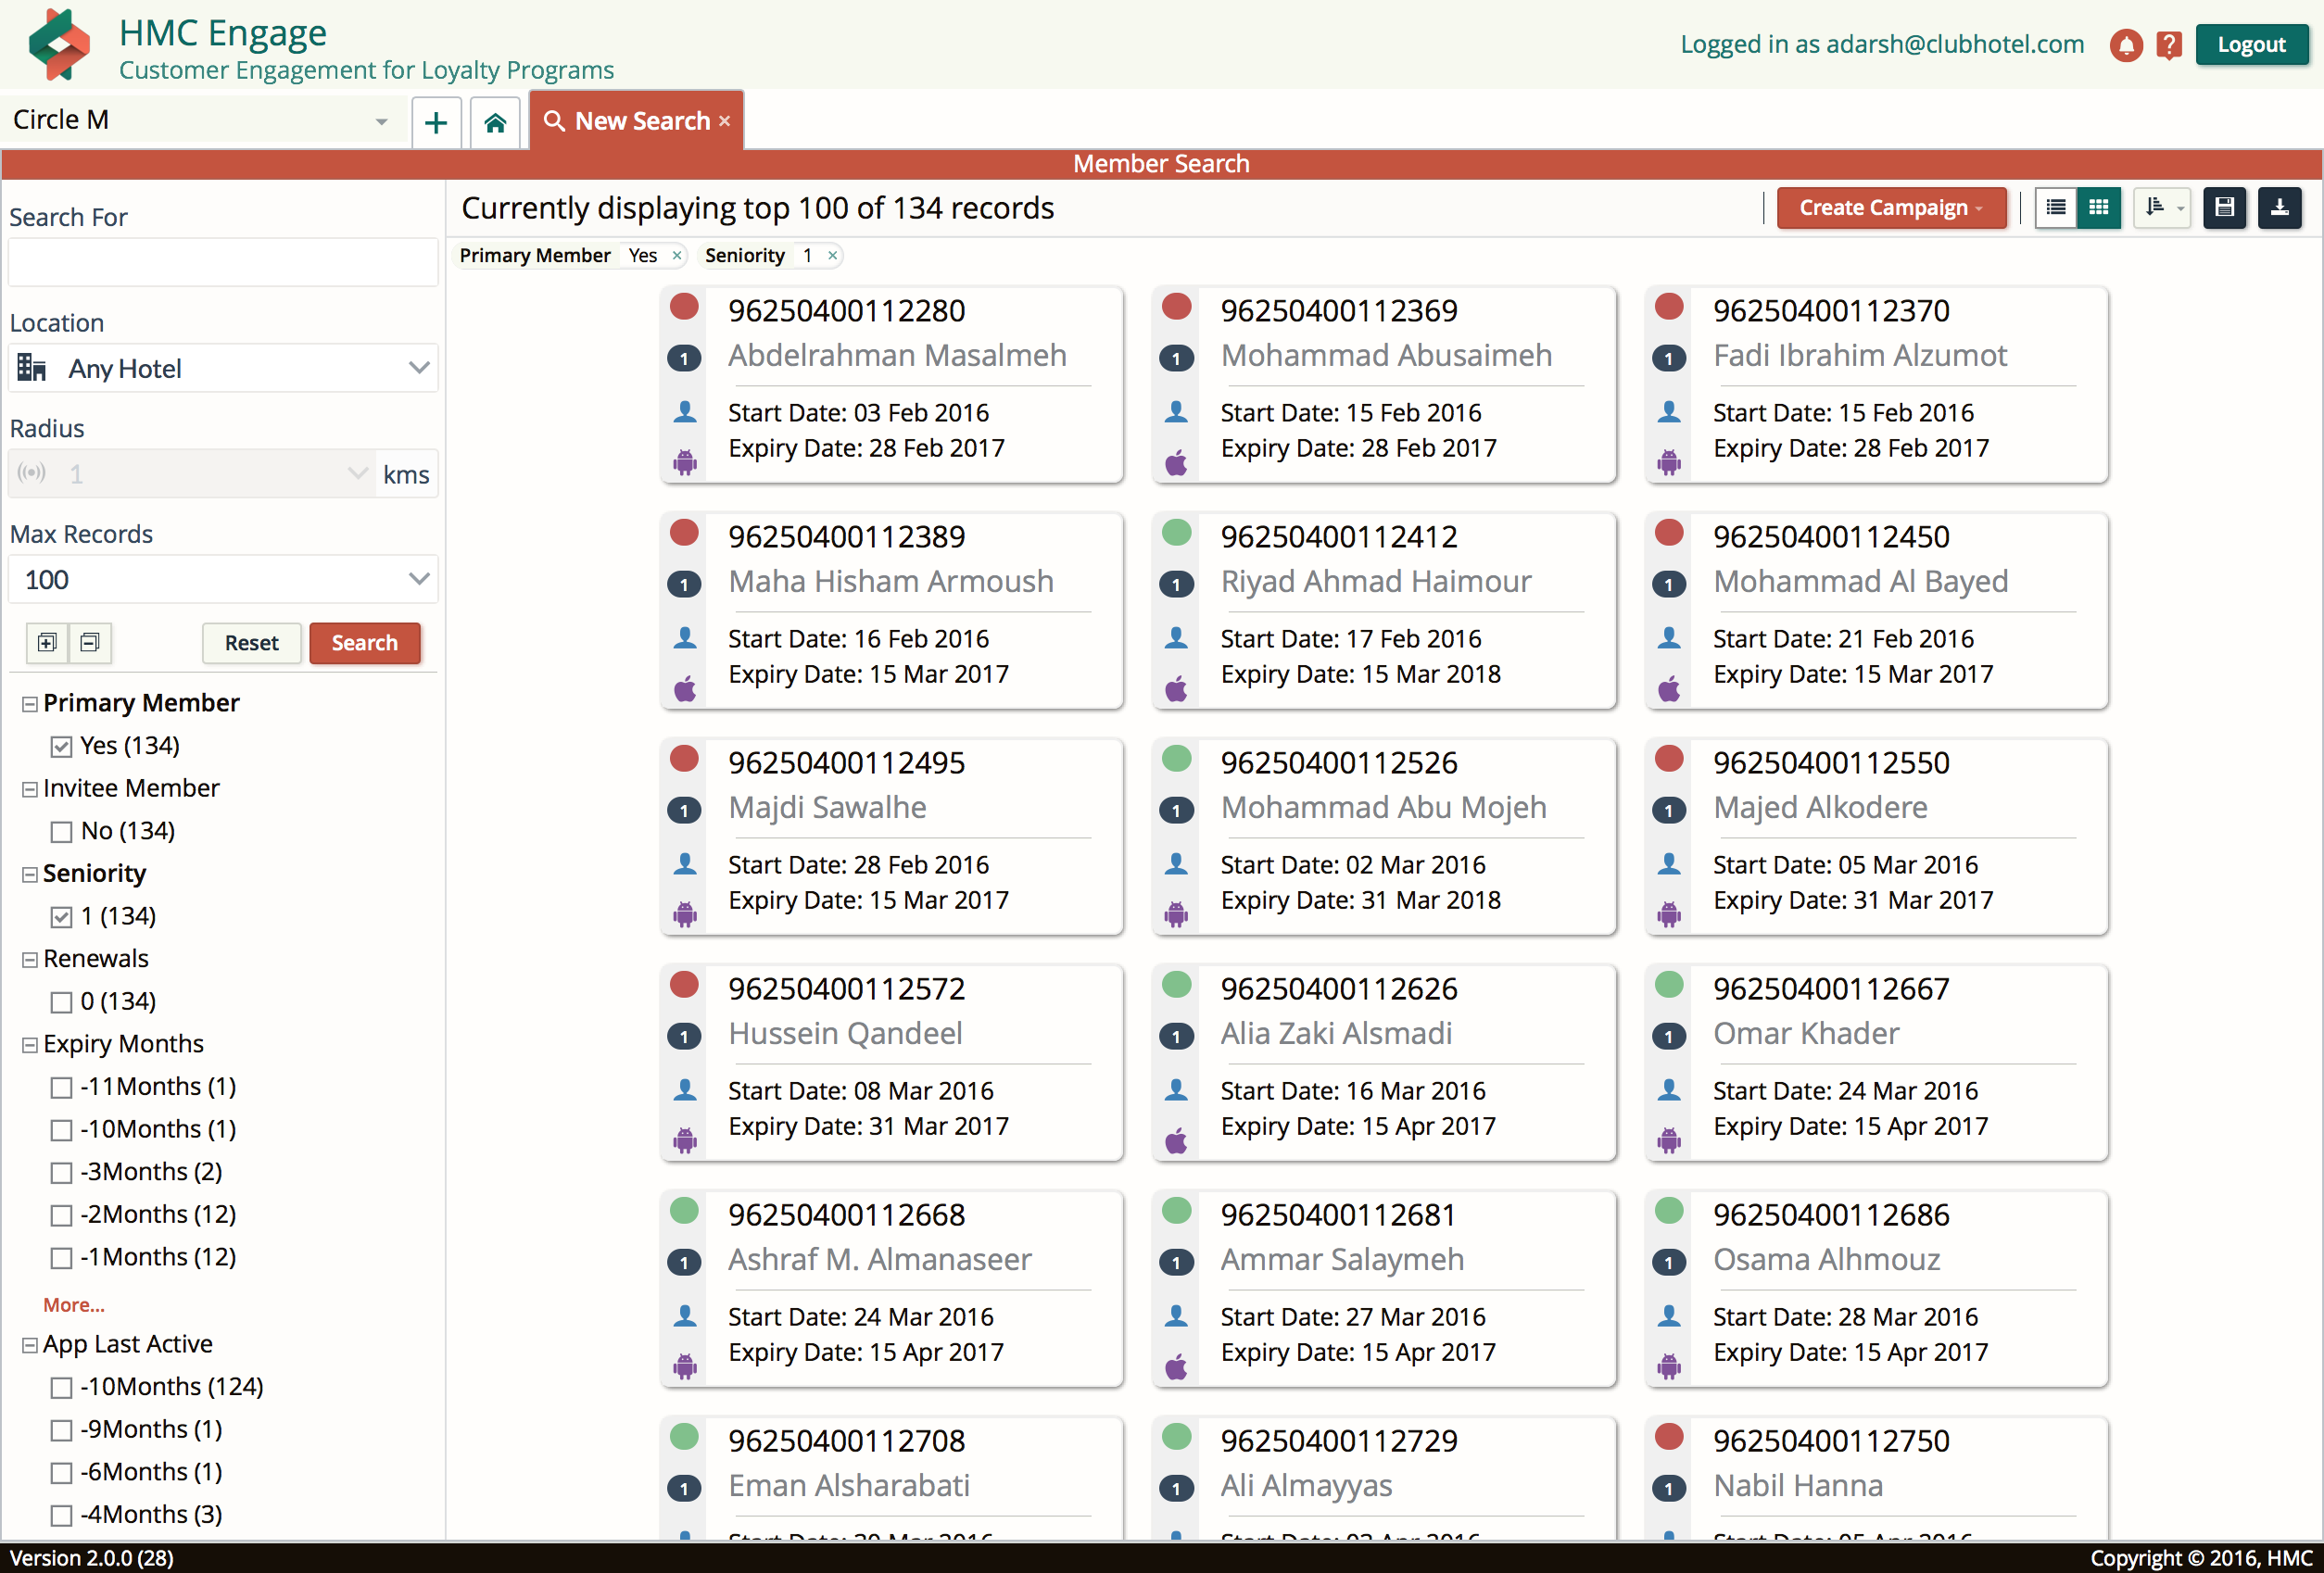 HMC Engage
Customer Engagement for Loyalty Programs
Logged in as adarsh@clubhotel.com
?
Logout
Circle M
New Search ×
Member Search
Search For
Location
Any Hotel
Radius
1
kms
Max Records
100
Reset
Search
Primary Member
Yes (134)
Invitee Member
No (134)
Seniority
1 (134)
Renewals
0 (134)
Expiry Months
-11Months (1)
-10Months (1)
-3Months (2)
-2Months (12)
-1Months (12)
More...
App Last Active
-10Months (124)
-9Months (1)
-6Months (1)
-4Months (3)
Currently displaying top 100 of 134 records
Create Campaign
Primary Member Yes ×
Seniority 1 ×
96250400112280
1 Abdelrahman Masalmeh
Start Date: 03 Feb 2016
Expiry Date: 28 Feb 2017
96250400112369
1 Mohammad Abusaimeh
Start Date: 15 Feb 2016
Expiry Date: 28 Feb 2017
96250400112370
1 Fadi Ibrahim Alzumot
Start Date: 15 Feb 2016
Expiry Date: 28 Feb 2017
96250400112389
1 Maha Hisham Armoush
Start Date: 16 Feb 2016
Expiry Date: 15 Mar 2017
96250400112412
1 Riyad Ahmad Haimour
Start Date: 17 Feb 2016
Expiry Date: 15 Mar 2018
96250400112450
1 Mohammad Al Bayed
Start Date: 21 Feb 2016
Expiry Date: 15 Mar 2017
96250400112495
1 Majdi Sawalhe
Start Date: 28 Feb 2016
Expiry Date: 15 Mar 2017
96250400112526
1 Mohammad Abu Mojeh
Start Date: 02 Mar 2016
Expiry Date: 31 Mar 2018
96250400112550
1 Majed Alkodere
Start Date: 05 Mar 2016
Expiry Date: 31 Mar 2017
96250400112572
1 Hussein Qandeel
Start Date: 08 Mar 2016
Expiry Date: 31 Mar 2017
96250400112626
1 Alia Zaki Alsmadi
Start Date: 16 Mar 2016
Expiry Date: 15 Apr 2017
96250400112667
1 Omar Khader
Start Date: 24 Mar 2016
Expiry Date: 15 Apr 2017
96250400112668
1 Ashraf M. Almanaseer
Start Date: 24 Mar 2016
Expiry Date: 15 Apr 2017
96250400112681
1 Ammar Salaymeh
Start Date: 27 Mar 2016
Expiry Date: 15 Apr 2017
96250400112686
1 Osama Alhmouz
Start Date: 28 Mar 2016
Expiry Date: 15 Apr 2017
96250400112708
1 Eman Alsharabati
96250400112729
1 Ali Almayyas
96250400112750
1 Nabil Hanna
Version 2.0.0 (28)
Copyright © 2016, HMC